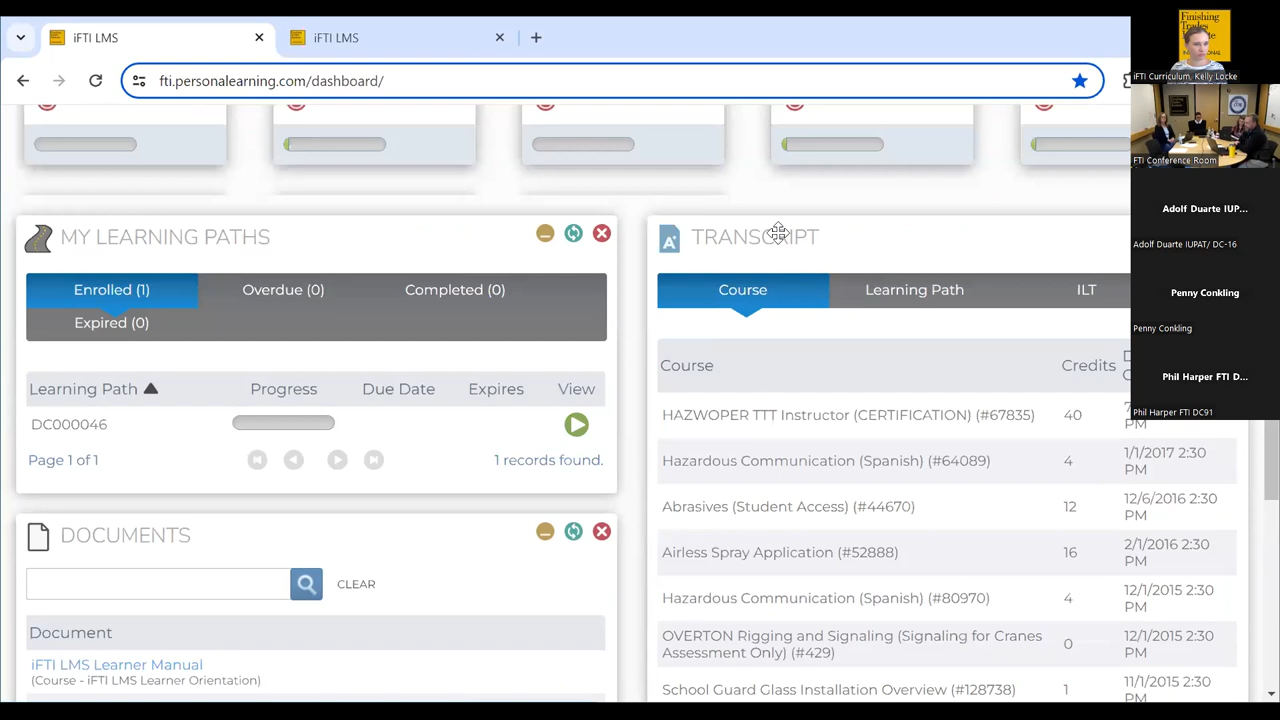 iFTI LMS
iFTI LMS
fti.personalearning.com/dashboard/
Finishing
Trades
iFTI Curriculum, Kelly Locke
FTI Conference Room
Adolf Duarte IUP...
Adolf Duarte IUPAT/ DC-16
Penny Conkling
Penny Conkling
Phil Harper FTI D...
Phil Harper FTI DC91
MY LEARNING PATHS
Enrolled (1)
Overdue (0)
Completed (0)
Expired (0)
Learning Path
Progress
Due Date
Expires
View
DC000046
Page 1 of 1
1 records found.
DOCUMENTS
CLEAR
Document
iFTI LMS Learner Manual
(Course - iFTI LMS Learner Orientation)
A+
TRANSCRIPT
Course
Learning Path
ILT
Course
Credits
HAZWOPER TTT Instructor (CERTIFICATION) (#67835)
40
PM
Hazardous Communication (Spanish) (#64089)
4
1/1/2017 2:30
PM
Abrasives (Student Access) (#44670)
12
12/6/2016 2:30
PM
Airless Spray Application (#52888)
16
2/1/2016 2:30
PM
Hazardous Communication (Spanish) (#80970)
4
12/1/2015 2:30
PM
OVERTON Rigging and Signaling (Signaling for Cranes
Assessment Only) (#429)
0
12/1/2015 2:30
PM
School Guard Glass Installation Overview (#128738)
1
11/1/2015 2:30
PM